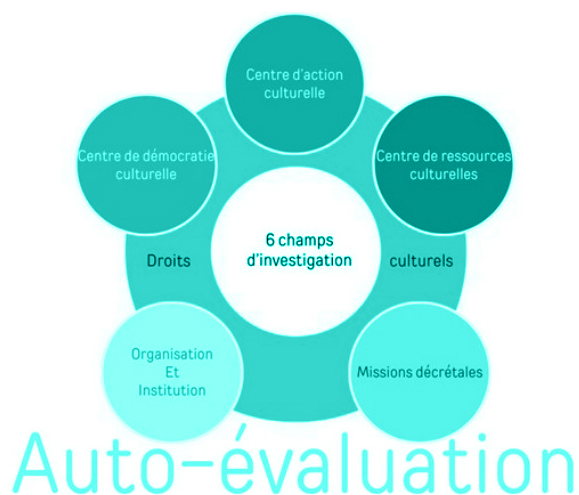 Centre d'action
culturelle
Centre de démocratie
culturelle
Centre de ressources
culturelles
6 champs
d'investigation
Droits
culturels
Organisation
Et
Institution
Missions décrétales
Auto-évaluation